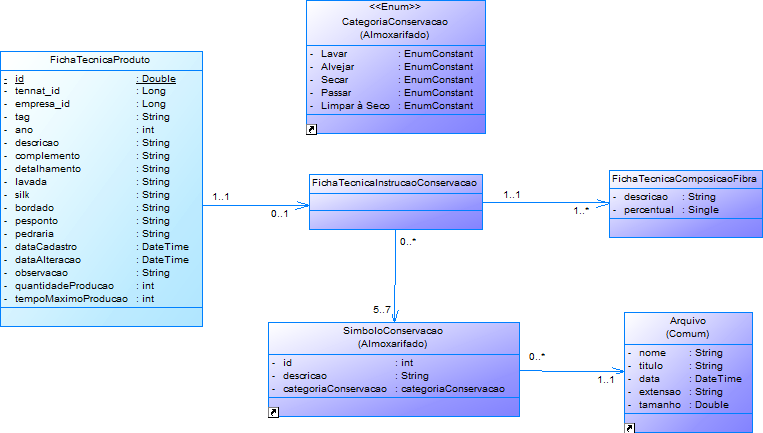 <<Enum>>
CategoriaConservacao
(Almoxarifado)
- Lavar : EnumConstant
- Alvejar : EnumConstant
- Secar : EnumConstant
- Passar : EnumConstant
- Limpar à Seco : EnumConstant
FichaTecnicaProduto
- id : Double
- tennat_id : Long
- empresa_id : Long
- tag : String
- ano : int
- descricao : String
- complemento : String
- detalhamento : String
- lavada : String
- silk : String
- bordado : String
- pesponto : String
- pedraria : String
- dataCadastro : DateTime
- dataAlteracao : DateTime
- observacao : String
- quantidadeProducao : int
- tempoMaximoProducao : int
1..1
0..1
FichaTecnicaInstrucaoConservacao
1..1
1..*
FichaTecnicaComposicaoFibra
- descricao : String
- percentual : Single
0..*
5..7
SimboloConservacao
(Almoxarifado)
- id : int
- descricao : String
- categoriaConservacao : categoriaConservacao
0..*
1..1
Arquivo
(Comum)
- nome : String
- titulo : String
- data : DateTime
- extensao : String
- tamanho : Double